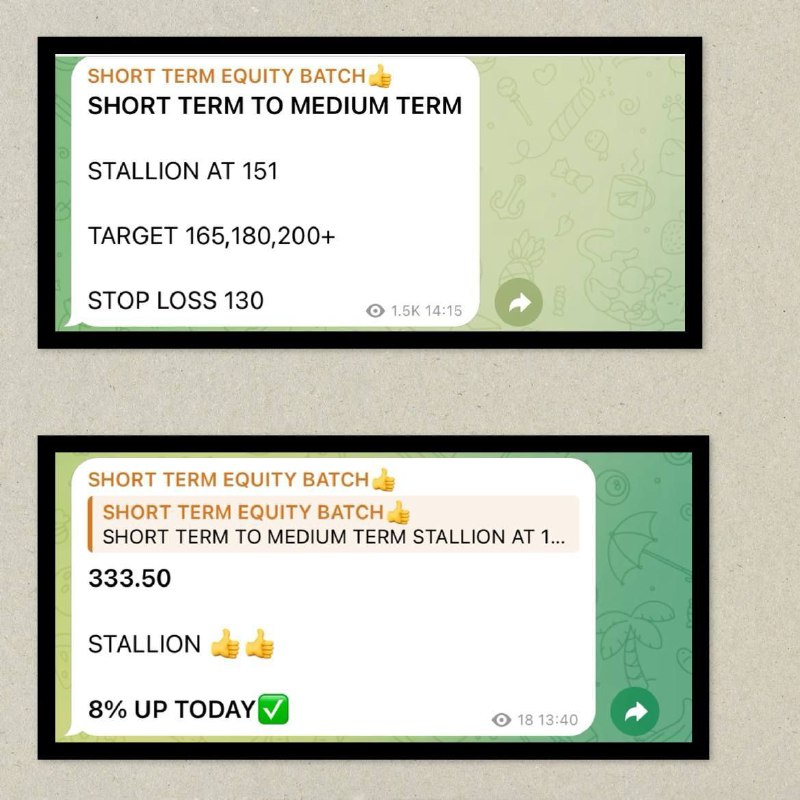 SHORT TERM EQUITY BATCH👍
SHORT TERM TO MEDIUM TERM
STALLION AT 151
TARGET 165,180,200+
STOP LOSS 130
1.5K 14:15
SHORT TERM EQUITY BATCH👍
SHORT TERM EQUITY BATCH👍
SHORT TERM TO MEDIUM TERM STALLION AT 1...
333.50
STALLION 👍👍
8% UP TODAY✅
18 13:40